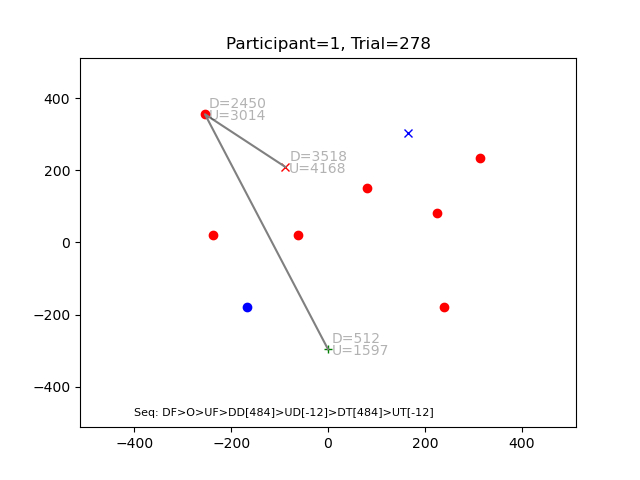 Participant=1, Trial=278
400
200
0
−200
−400
D=2450
U=3014
D=3518
U=4168
D=512
U=1597
Seq: DF>O>UF>DD[484]>UD[-12]>DT[484]>UT[-12]
−400
−200
0
200
400